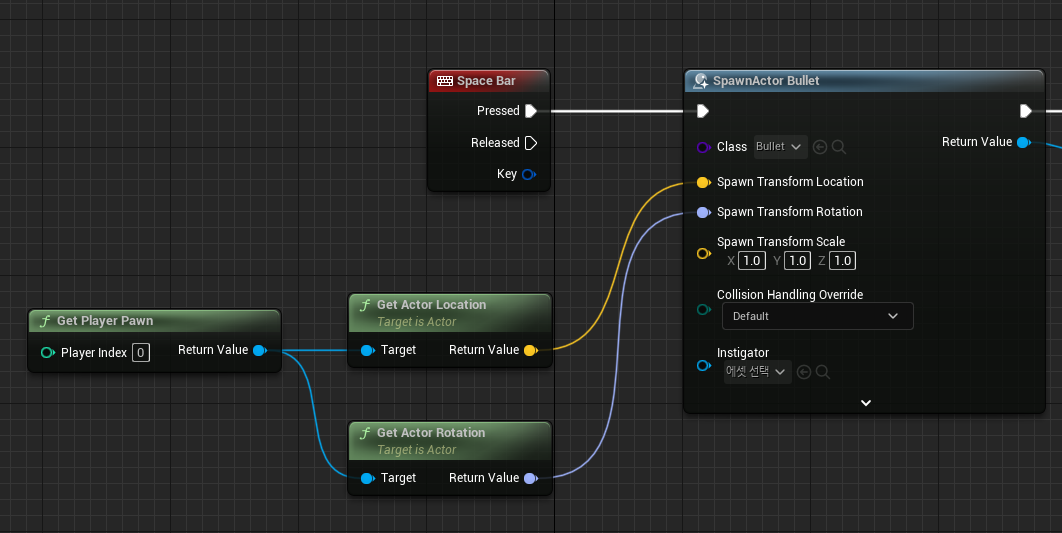 Space Bar
Pressed
Released
Key
SpawnActor Bullet
Class Bullet
Return Value
Spawn Transform Location
Spawn Transform Rotation
Spawn Transform Scale
X 1.0 Y 1.0 Z 1.0
Collision Handling Override
Default
Instigator
에셋 선택
f Get Player Pawn
Player Index 0 Return Value
f Get Actor Location
Target is Actor
Target Return Value
f Get Actor Rotation
Target is Actor
Target Return Value